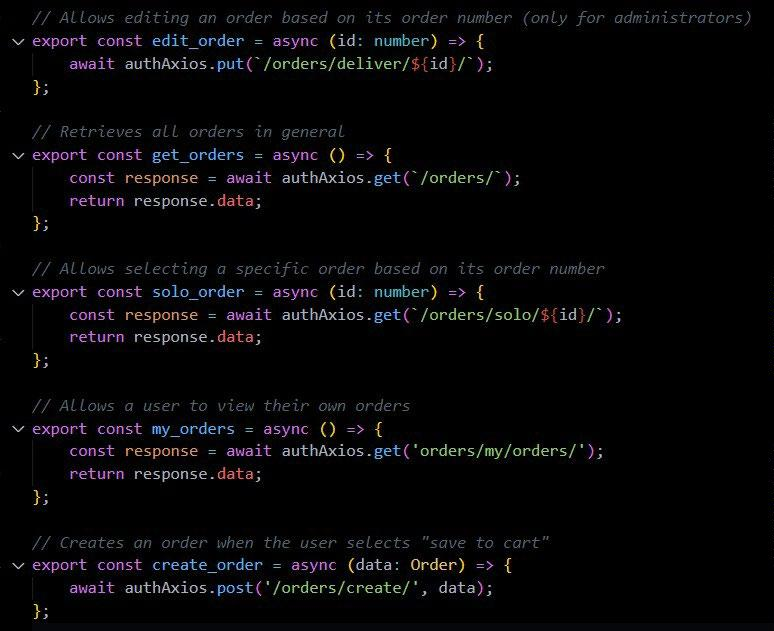 // Allows editing an order based on its order number (only for administrators)
export const edit_order = async (id: number) => {
    await authAxios.put(`/orders/deliver/${id}/`);
};

// Retrieves all orders in general
export const get_orders = async () => {
    const response = await authAxios.get(`/orders/`);
    return response.data;
};

// Allows selecting a specific order based on its order number
export const solo_order = async (id: number) => {
    const response = await authAxios.get(`/orders/solo/${id}/`);
    return response.data;
};

// Allows a user to view their own orders
export const my_orders = async () => {
    const response = await authAxios.get('orders/my/orders/');
    return response.data;
};

// Creates an order when the user selects "save to cart"
export const create_order = async (data: Order) => {
    await authAxios.post('/orders/create/', data);
};